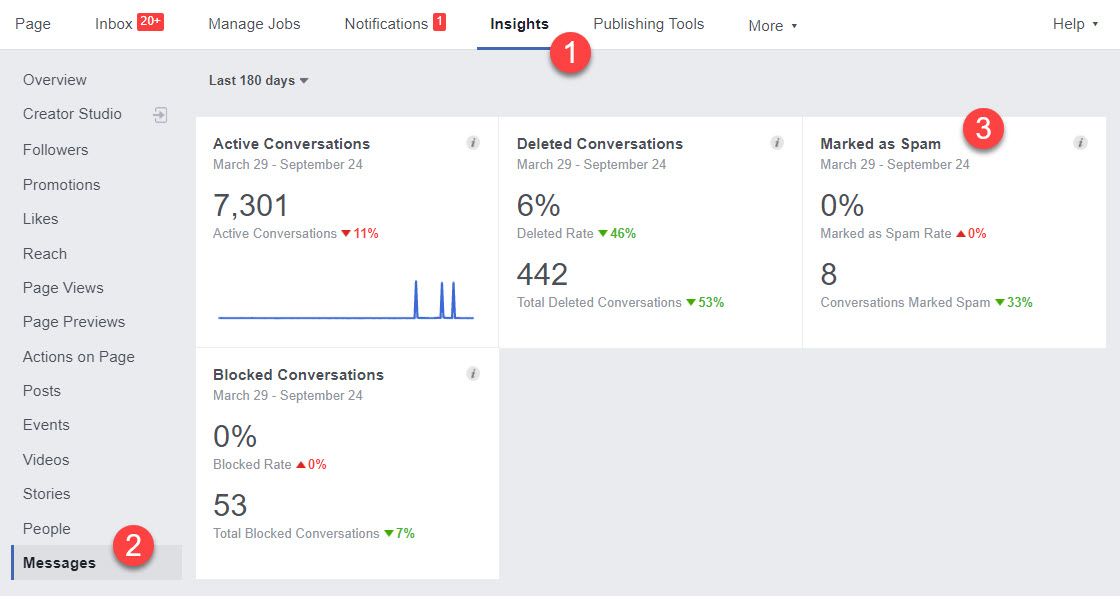 Page Inbox 20+ Manage Jobs Notifications 1 Insights Publishing Tools More Help
1
Overview
Creator Studio
Followers
Promotions
Likes
Reach
Page Views
Page Previews
Actions on Page
Posts
Events
Videos
Stories
People
2
Messages
Last 180 days
Active Conversations i
March 29 - September 24
7,301
Active Conversations ▼ 11%
Deleted Conversations i
March 29 - September 24
6%
Deleted Rate ▼ 46%
442
Total Deleted Conversations ▼ 53%
3
Marked as Spam i
March 29 - September 24
0%
Marked as Spam Rate ▲ 0%
8
Conversations Marked Spam ▼ 33%
Blocked Conversations i
March 29 - September 24
0%
Blocked Rate ▲ 0%
53
Total Blocked Conversations ▼ 7%